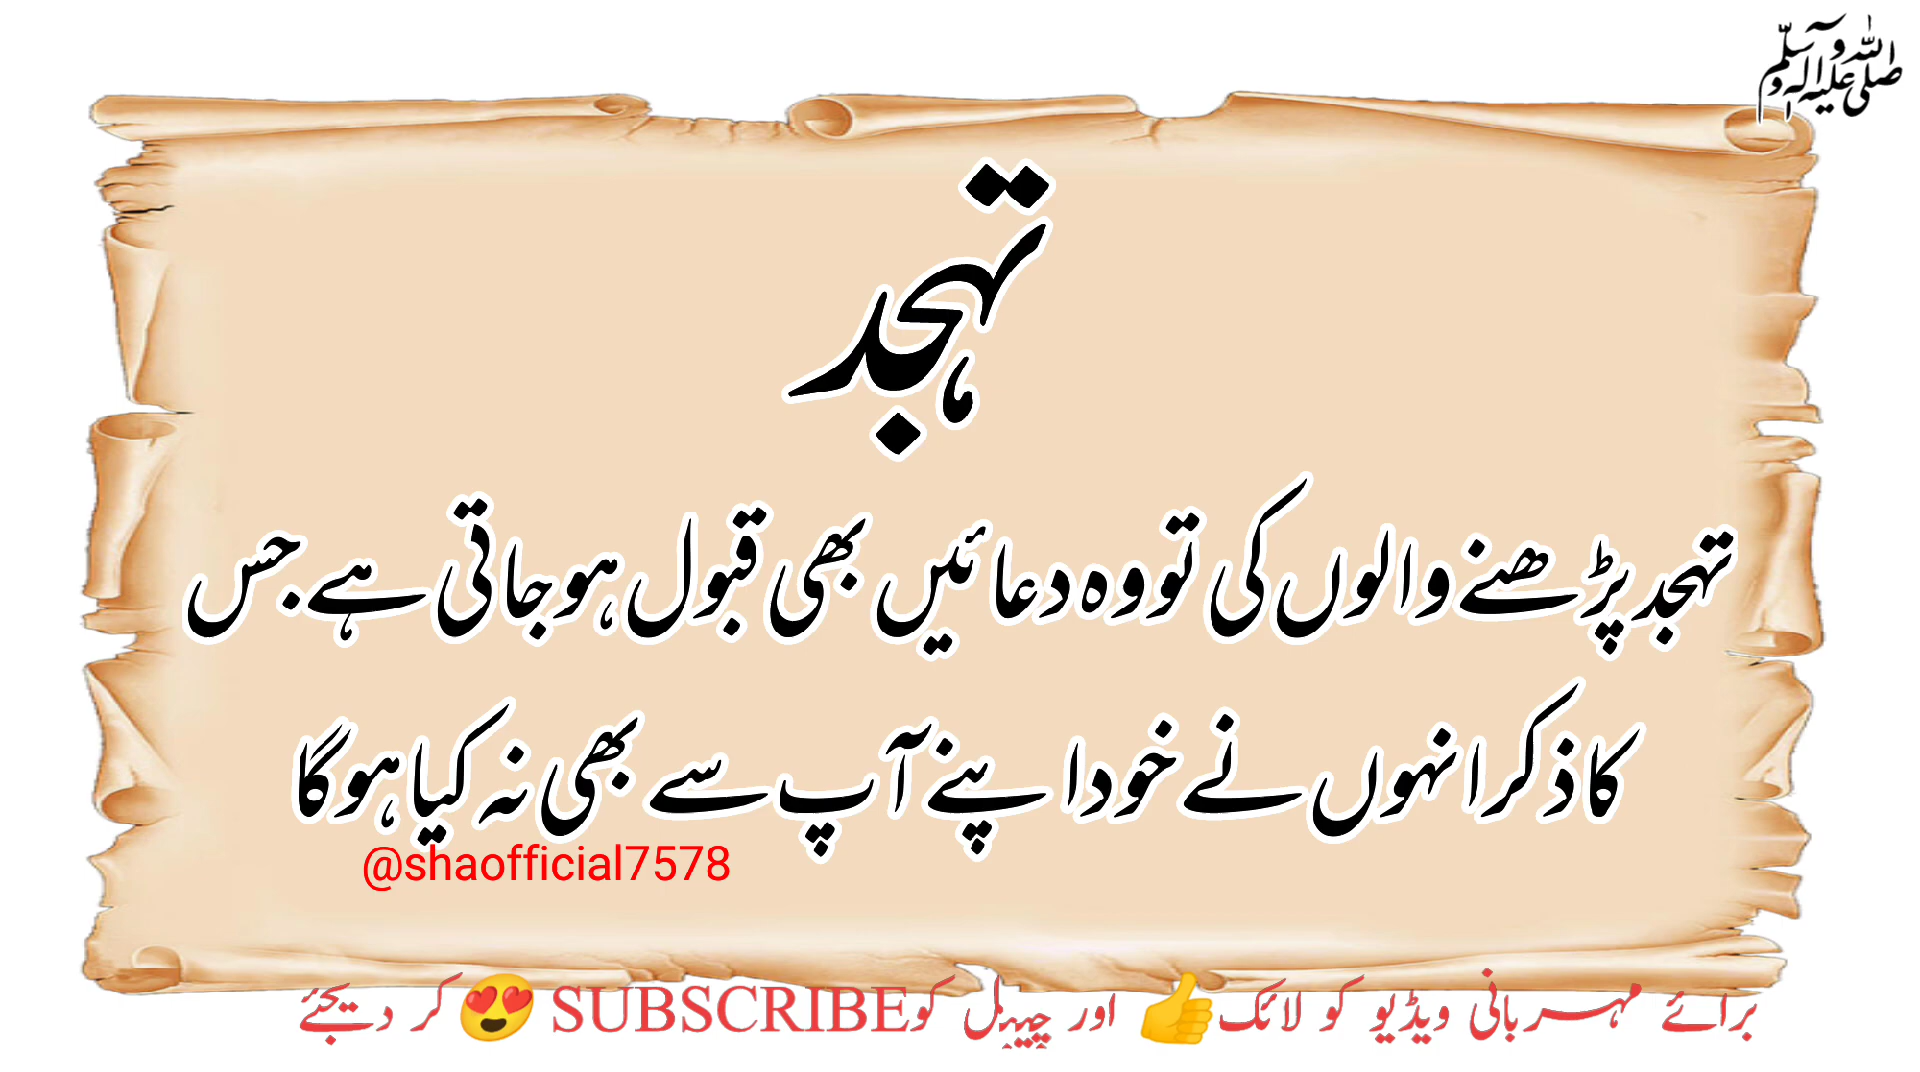 صلی اللہ علیہ وآلہ وسلم
تہجد
تہجد پڑھنے والوں کی تو وہ دعائیں بھی قبول ہو جاتی ہے جس
کا ذکر انہوں نے خود اپنے آپ سے بھی نہ کیا ہو گا
@shaofficial7578
برائے مہربانی ویڈیو کو لائک👍 اور چینل کو SUBSCRIBE😍 کر دیجئے